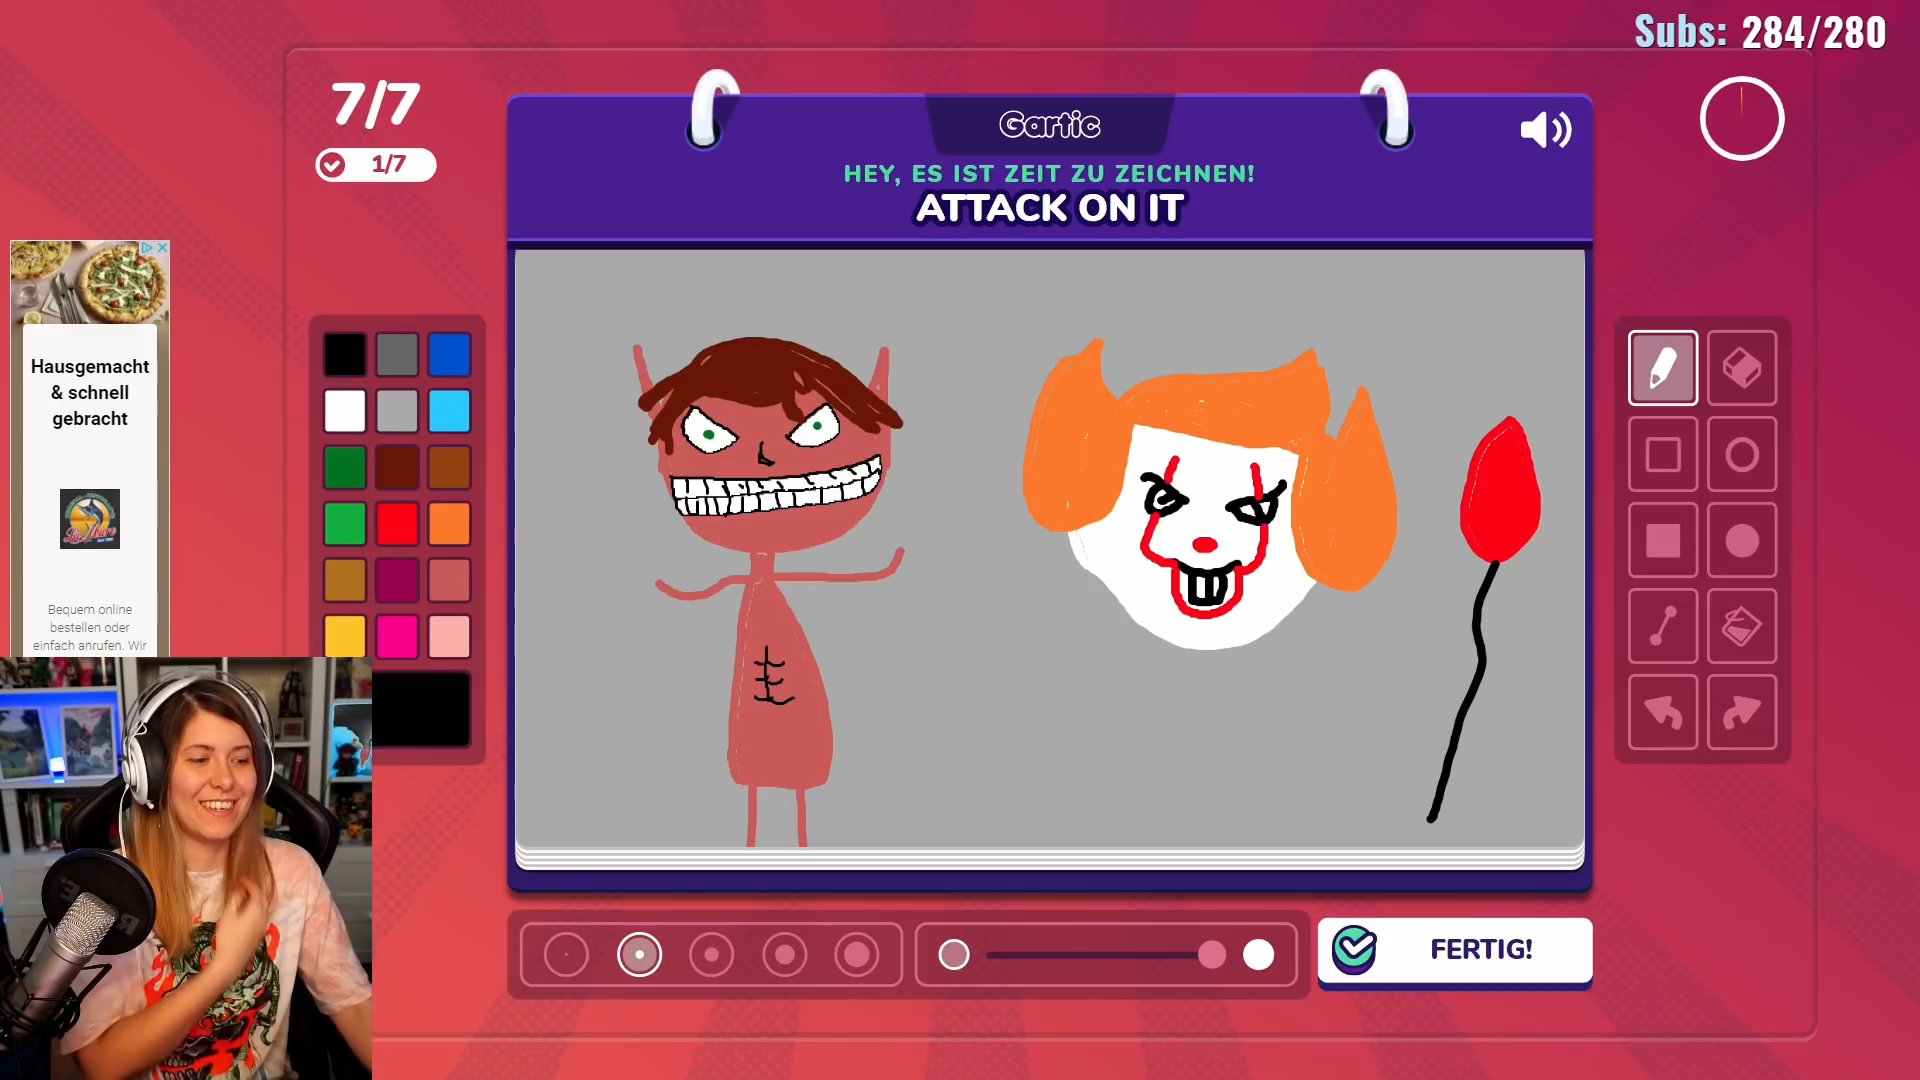 Subs: 284/280
7/7
1/7
Gartic
HEY, ES IST ZEIT ZU ZEICHNEN!
ATTACK ON IT
Hausgemacht
& schnell
gebracht
Bequem online
bestellen oder
einfach anrufen. Wir
FERTIG!